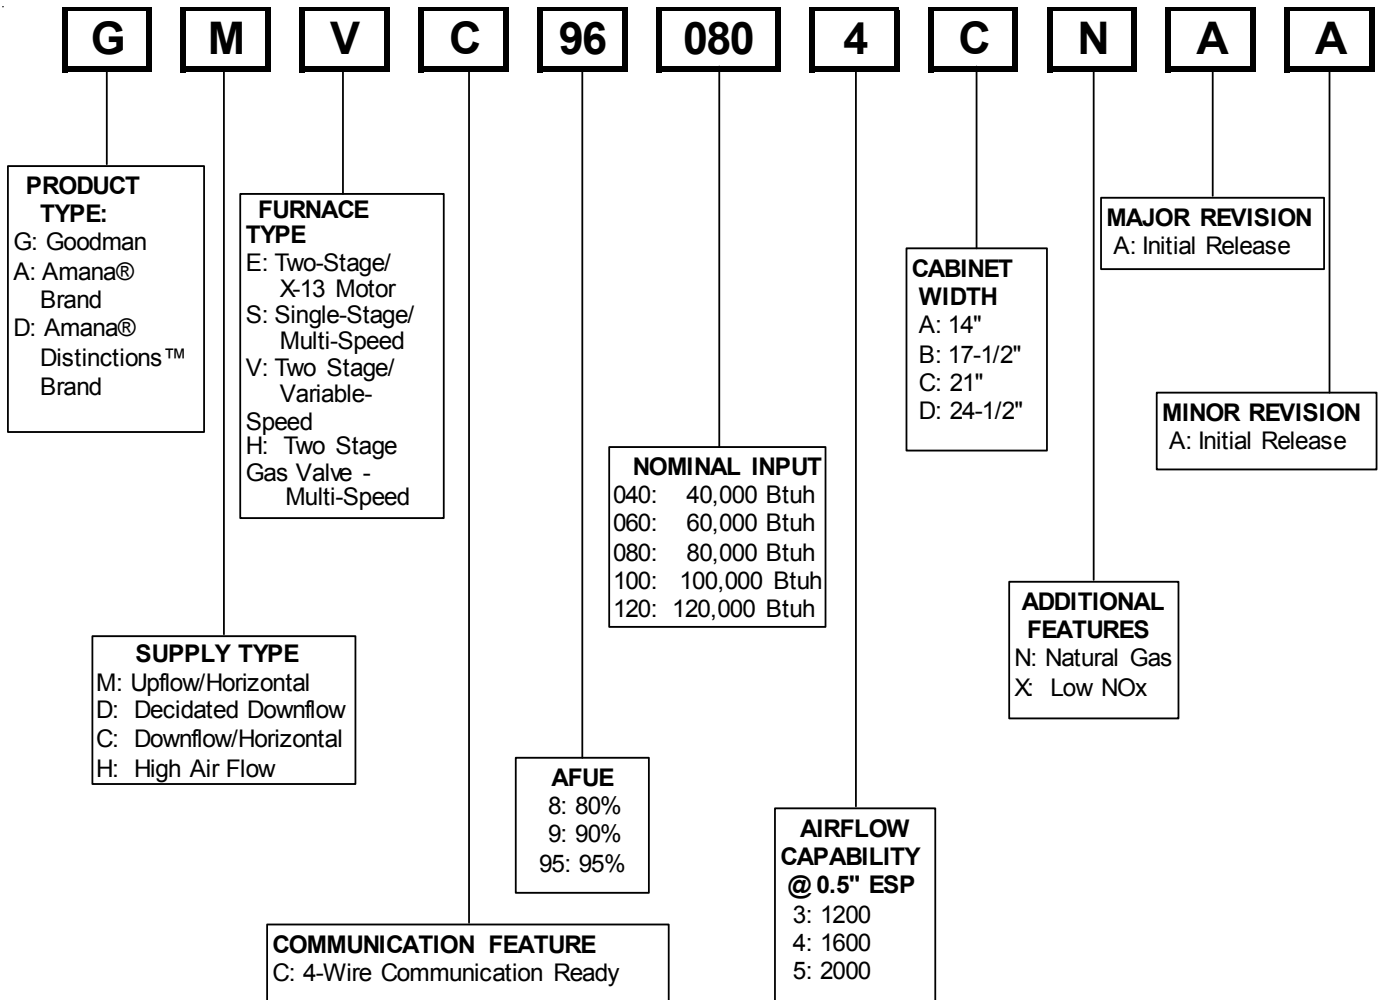 G M V C 96 080 4 C N A A
PRODUCT
TYPE:
G: Goodman
A: Amana®
Brand
D: Amana®
Distinctions™
Brand
FURNACE
TYPE
E: Two-Stage/
X-13 Motor
S: Single-Stage/
Multi-Speed
V: Two Stage/
Variable-
Speed
H: Two Stage
Gas Valve -
Multi-Speed
MAJOR REVISION
A: Initial Release
CABINET
WIDTH
A: 14"
B: 17-1/2"
C: 21"
D: 24-1/2"
MINOR REVISION
A: Initial Release
NOMINAL INPUT
040: 40,000 Btuh
060: 60,000 Btuh
080: 80,000 Btuh
100: 100,000 Btuh
120: 120,000 Btuh
ADDITIONAL
FEATURES
N: Natural Gas
X: Low NOx
SUPPLY TYPE
M: Upflow/Horizontal
D: Decidated Downflow
C: Downflow/Horizontal
H: High Air Flow
AFUE
8: 80%
9: 90%
95: 95%
AIRFLOW
CAPABILITY
@ 0.5" ESP
3: 1200
4: 1600
5: 2000
COMMUNICATION FEATURE
C: 4-Wire Communication Ready